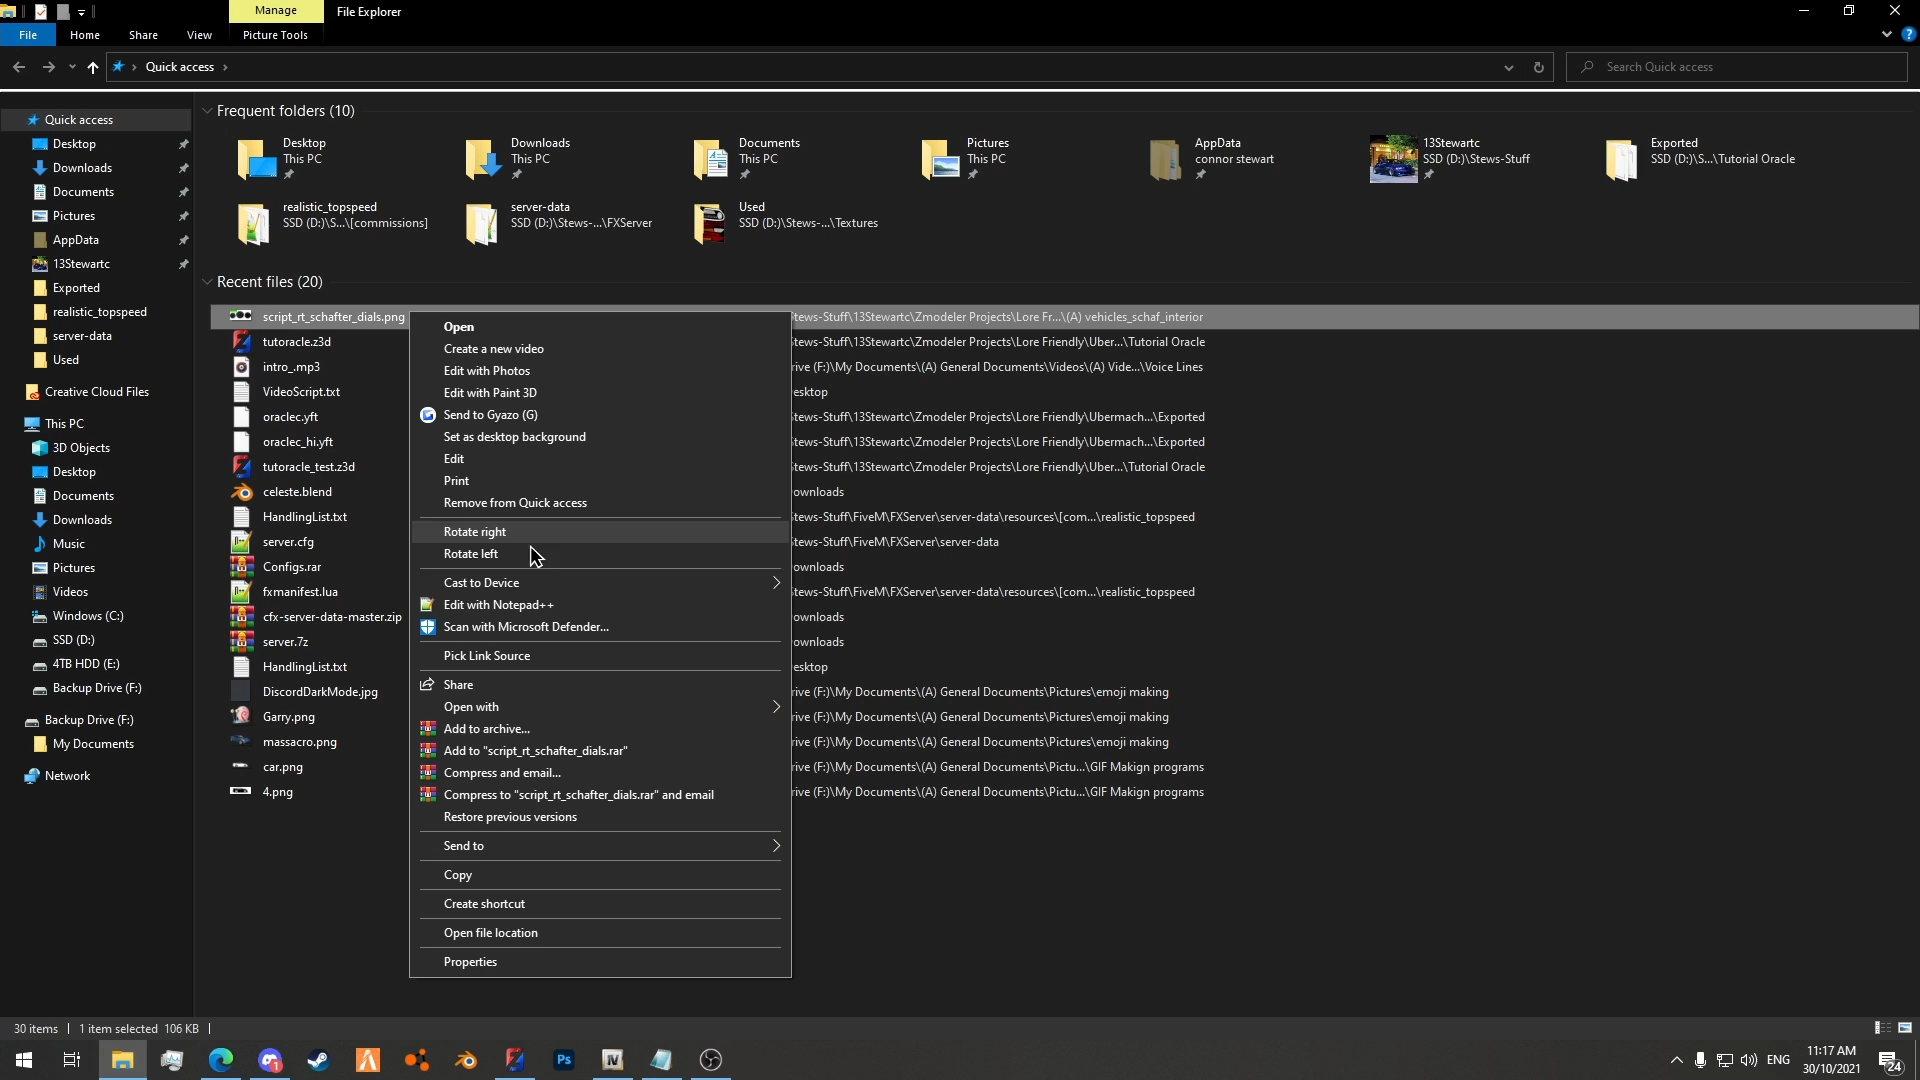 Manage
File Explorer
File
Home
Share
View
Picture Tools
Quick access
Search Quick access
Quick access
Desktop
Downloads
Documents
Pictures
AppData
13Stewartc
Exported
realistic_topspeed
server-data
Used
Creative Cloud Files
This PC
3D Objects
Desktop
Documents
Downloads
Music
Pictures
Videos
Windows (C:)
SSD (D:)
4TB HDD (E:)
Backup Drive (F:)
Backup Drive (F:)
My Documents
Network
Frequent folders (10)
Desktop
This PC
Downloads
This PC
Documents
This PC
Pictures
This PC
AppData
connor stewart
13Stewartc
SSD (D:)\Stews-Stuff
Exported
SSD (D:)\S...\Tutorial Oracle
realistic_topspeed
SSD (D:)\S...\[commissions]
server-data
SSD (D:)\Stews-...\FXServer
Used
SSD (D:)\Stews-...\Textures
Recent files (20)
script_rt_schafter_dials.png
tews-Stuff\13Stewartc\Zmodeler Projects\Lore Fr...\(A) vehicles_schaf_interior
tutoracle.z3d
tews-Stuff\13Stewartc\Zmodeler Projects\Lore Friendly\Uber...\Tutorial Oracle
intro_.mp3
rive (F:)\My Documents\(A) General Documents\Videos\(A) Vide...\Voice Lines
VideoScript.txt
esktop
oraclec.yft
tews-Stuff\13Stewartc\Zmodeler Projects\Lore Friendly\Ubermach...\Exported
oraclec_hi.yft
tews-Stuff\13Stewartc\Zmodeler Projects\Lore Friendly\Ubermach...\Exported
tutoracle_test.z3d
tews-Stuff\13Stewartc\Zmodeler Projects\Lore Friendly\Uber...\Tutorial Oracle
celeste.blend
ownloads
HandlingList.txt
tews-Stuff\FiveM\FXServer\server-data\resources\[com...\realistic_topspeed
server.cfg
tews-Stuff\FiveM\FXServer\server-data
Configs.rar
ownloads
fxmanifest.lua
tews-Stuff\FiveM\FXServer\server-data\resources\[com...\realistic_topspeed
cfx-server-data-master.zip
ownloads
server.7z
ownloads
HandlingList.txt
esktop
DiscordDarkMode.jpg
rive (F:)\My Documents\(A) General Documents\Pictures\emoji making
Garry.png
rive (F:)\My Documents\(A) General Documents\Pictures\emoji making
massacro.png
rive (F:)\My Documents\(A) General Documents\Pictures\emoji making
car.png
rive (F:)\My Documents\(A) General Documents\Pictu...\GIF Makign programs
4.png
rive (F:)\My Documents\(A) General Documents\Pictu...\GIF Makign programs
Open
Create a new video
Edit with Photos
Edit with Paint 3D
Send to Gyazo (G)
Set as desktop background
Edit
Print
Remove from Quick access
Rotate right
Rotate left
Cast to Device
Edit with Notepad++
Scan with Microsoft Defender...
Pick Link Source
Share
Open with
Add to archive...
Add to "script_rt_schafter_dials.rar"
Compress and email...
Compress to "script_rt_schafter_dials.rar" and email
Restore previous versions
Send to
Copy
Create shortcut
Open file location
Properties
30 items
1 item selected 106 KB
Ps
IV
ENG
11:17 AM
30/10/2021
24